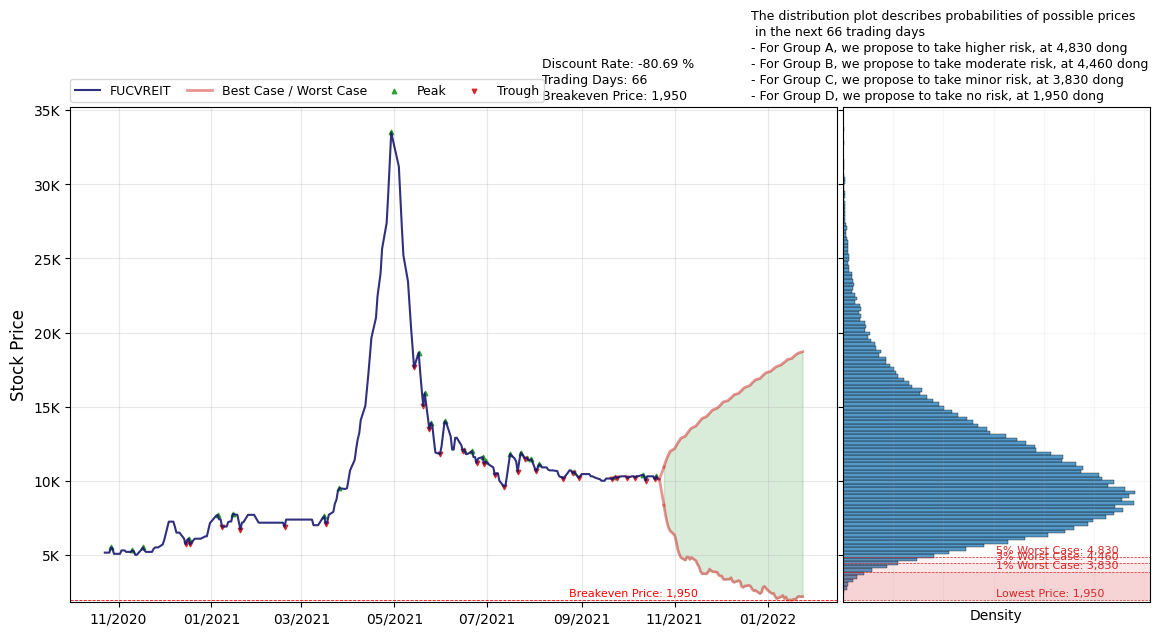 The distribution plot describes probabilities of possible prices
in the next 66 trading days
- For Group A, we propose to take higher risk, at 4,830 dong
- For Group B, we propose to take moderate risk, at 4,460 dong
- For Group C, we propose to take minor risk, at 3,830 dong
- For Group D, we propose to take no risk, at 1,950 dong
Discount Rate: -80.69 %
Trading Days: 66
Breakeven Price: 1,950
FUCVREIT
Best Case / Worst Case
Peak
Trough
Stock Price
35K
30K
25K
20K
15K
10K
5K
Breakeven Price: 1,950
11/2020
01/2021
03/2021
05/2021
07/2021
09/2021
11/2021
01/2022
5% Worst Case: 4,830
3% Worst Case: 4,460
1% Worst Case: 3,830
Lowest Price: 1,950
Density